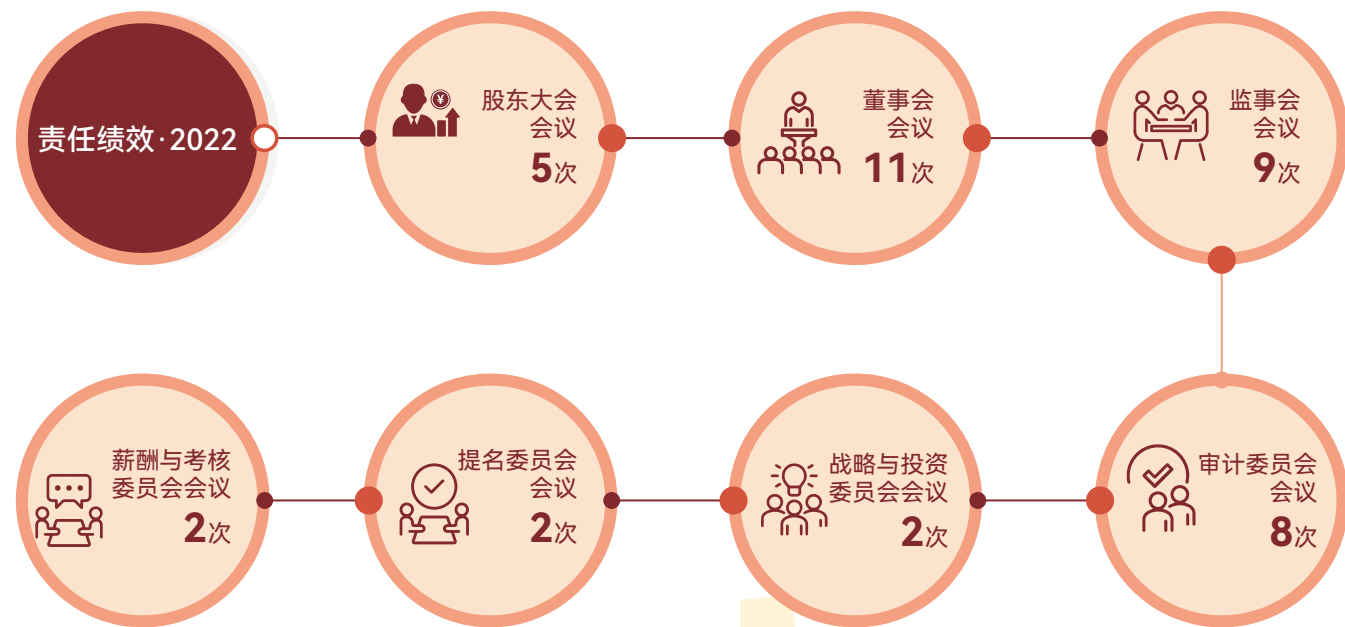 责任绩效·2022
股东大会
会议
5次
董事会
会议
11次
监事会
会议
9次
审计委员会
会议
8次
战略与投资
委员会会议
2次
提名委员会
会议
2次
薪酬与考核
委员会会议
2次